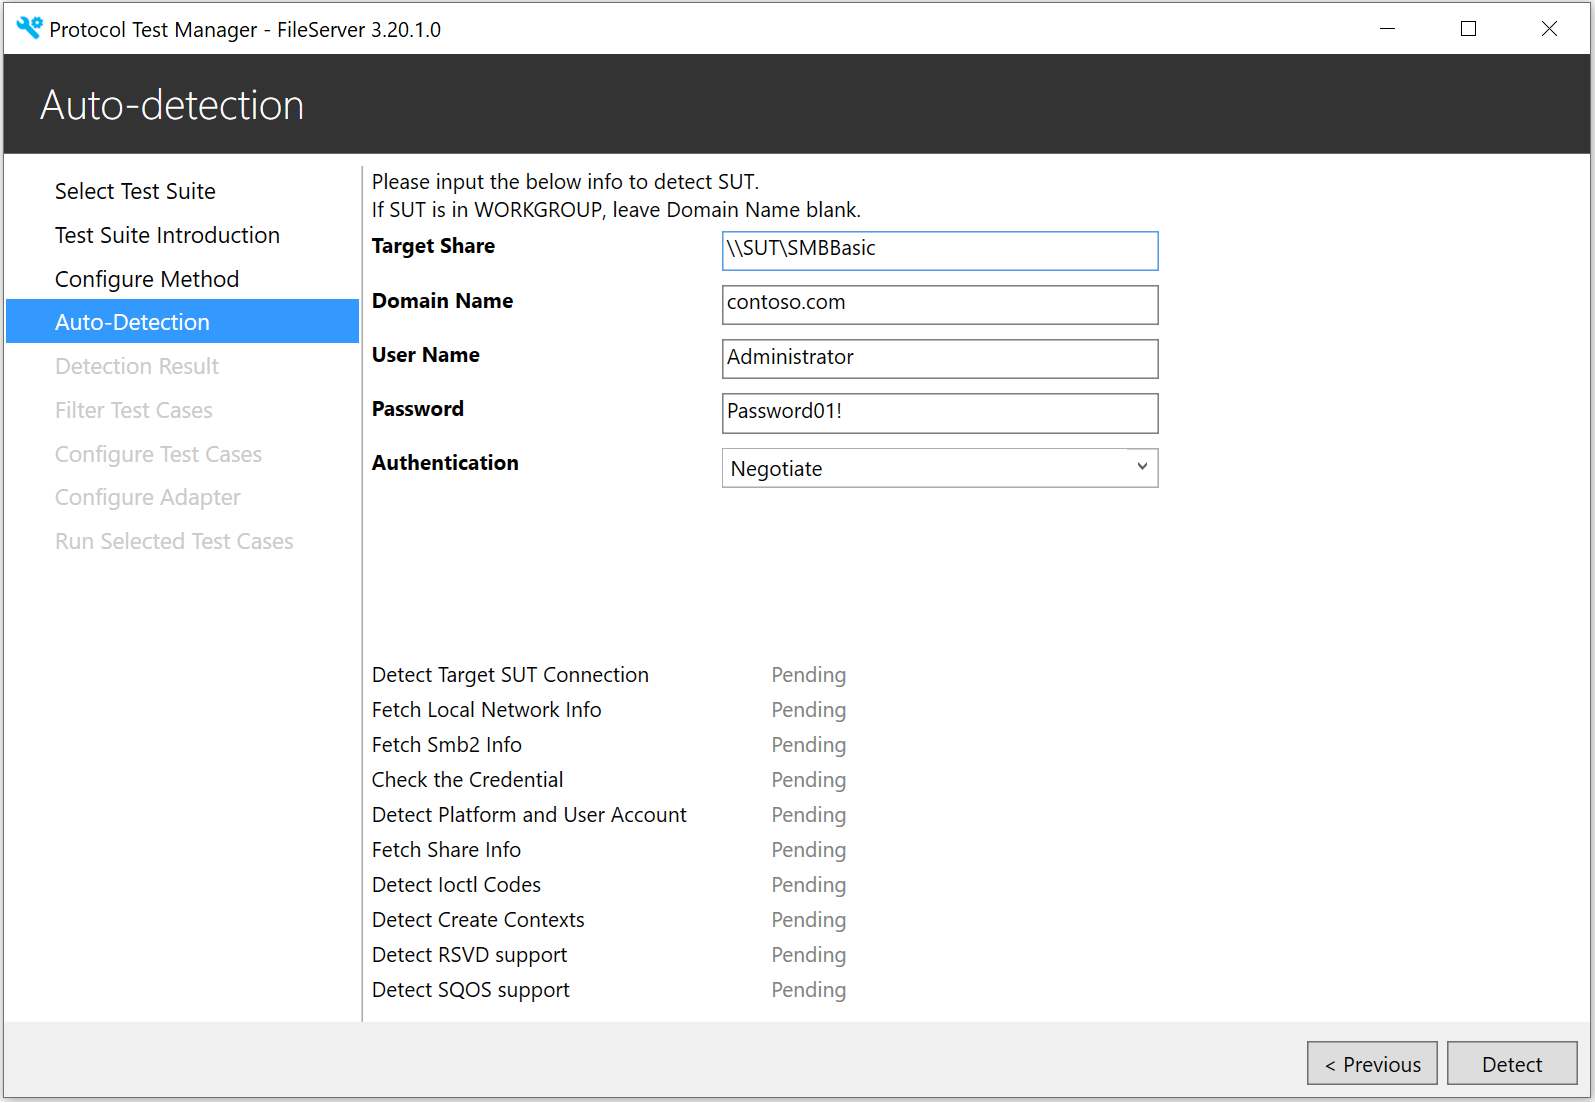 Protocol Test Manager - FileServer 3.20.1.0
Auto-detection
Select Test Suite
Test Suite Introduction
Configure Method
Auto-Detection
Detection Result
Filter Test Cases
Configure Test Cases
Configure Adapter
Run Selected Test Cases
Please input the below info to detect SUT.
If SUT is in WORKGROUP, leave Domain Name blank.
Target Share \\SUT\SMBBasic
Domain Name contoso.com
User Name Administrator
Password Password01!
Authentication Negotiate
Detect Target SUT Connection Pending
Fetch Local Network Info Pending
Fetch Smb2 Info Pending
Check the Credential Pending
Detect Platform and User Account Pending
Fetch Share Info Pending
Detect Ioctl Codes Pending
Detect Create Contexts Pending
Detect RSVD support Pending
Detect SQOS support Pending
< Previous Detect